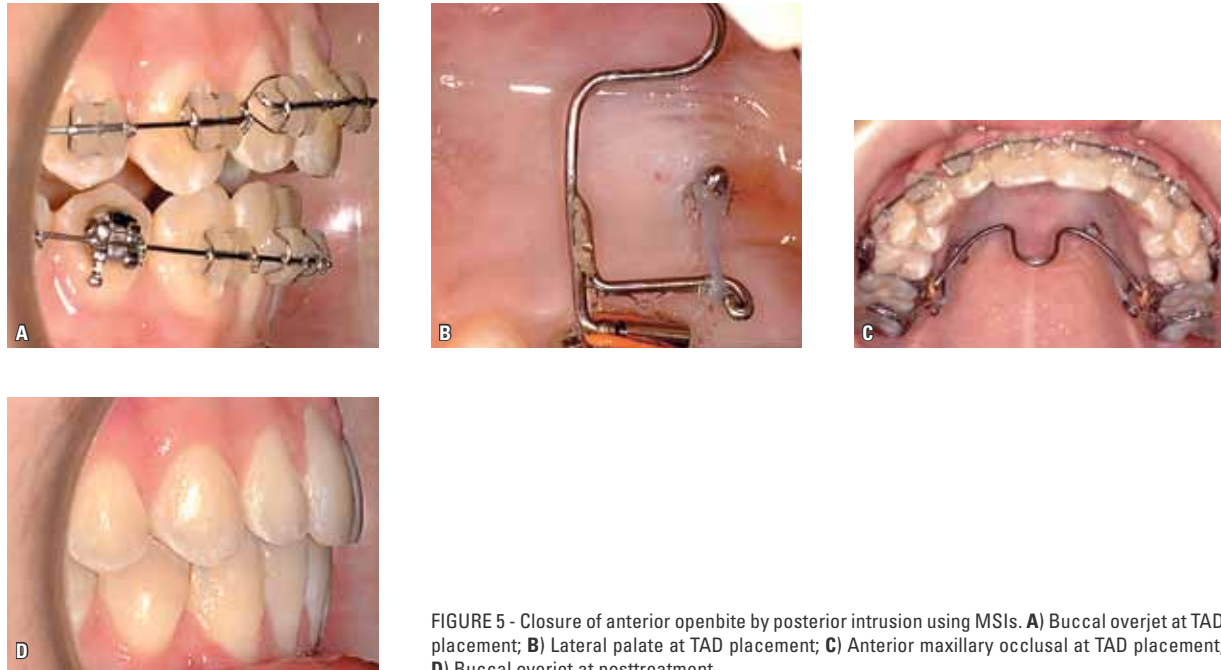 A
B
C
D
FIGURE 5 - Closure of anterior openbite by posterior intrusion using MSIs. A) Buccal overjet at TAD
placement; B) Lateral palate at TAD placement; C) Anterior maxillary occlusal at TAD placement;
D) Buccal overjet at posttreatment.